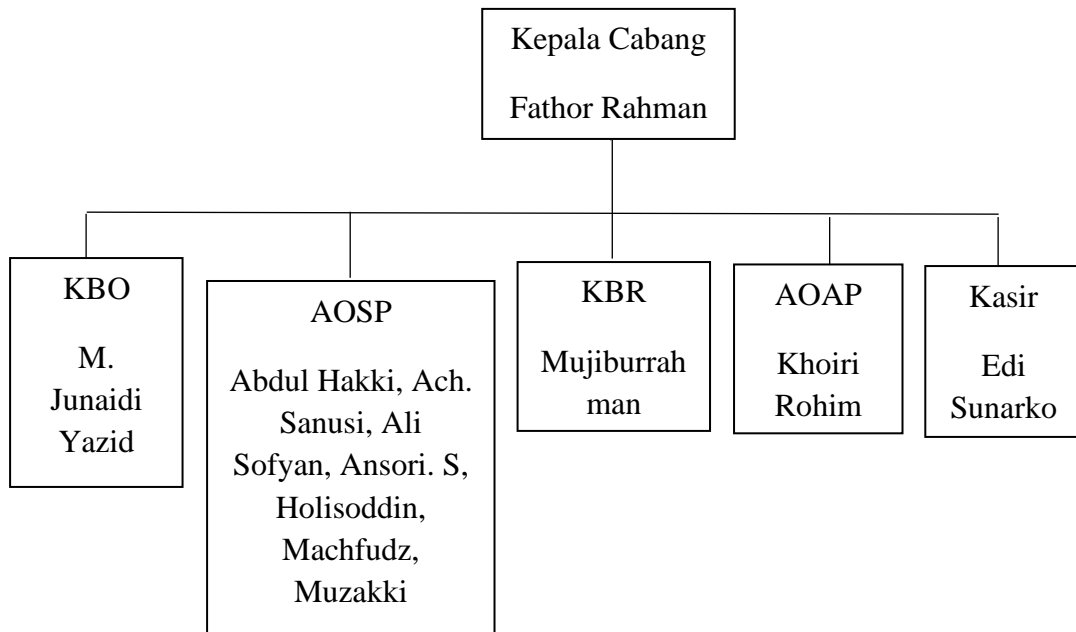 Kepala Cabang
Fathor Rahman
KBO
M.
Junaidi
Yazid
AOSP
Abdul Hakki, Ach.
Sanusi, Ali
Sofyan, Ansori. S,
Holisoddin,
Machfudz,
Muzakki
KBR
Mujiburrah
man
AOAP
Khoiri
Rohim
Kasir
Edi
Sunarko